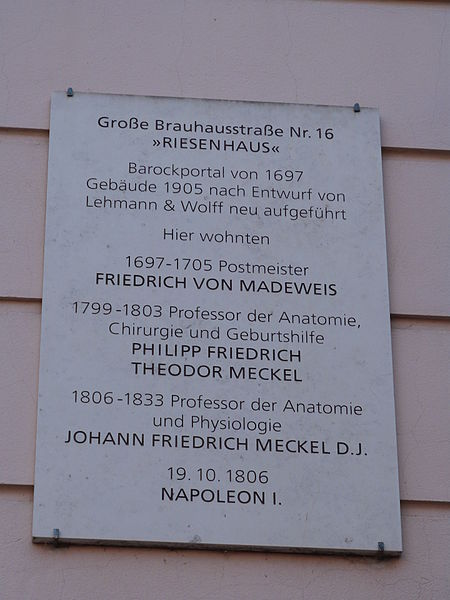 Große Brauhausstraße Nr. 16
»RIESENHAUS«
Barockportal von 1697
Gebäude 1905 nach Entwurf von
Lehmann & Wolff neu aufgeführt
Hier wohnten
1697-1705 Postmeister
FRIEDRICH VON MADEWEIS
1799-1803 Professor der Anatomie,
Chirurgie und Geburtshilfe
PHILIPP FRIEDRICH
THEODOR MECKEL
1806-1833 Professor der Anatomie
und Physiologie
JOHANN FRIEDRICH MECKEL D.J.
19.10.1806
NAPOLEON I.